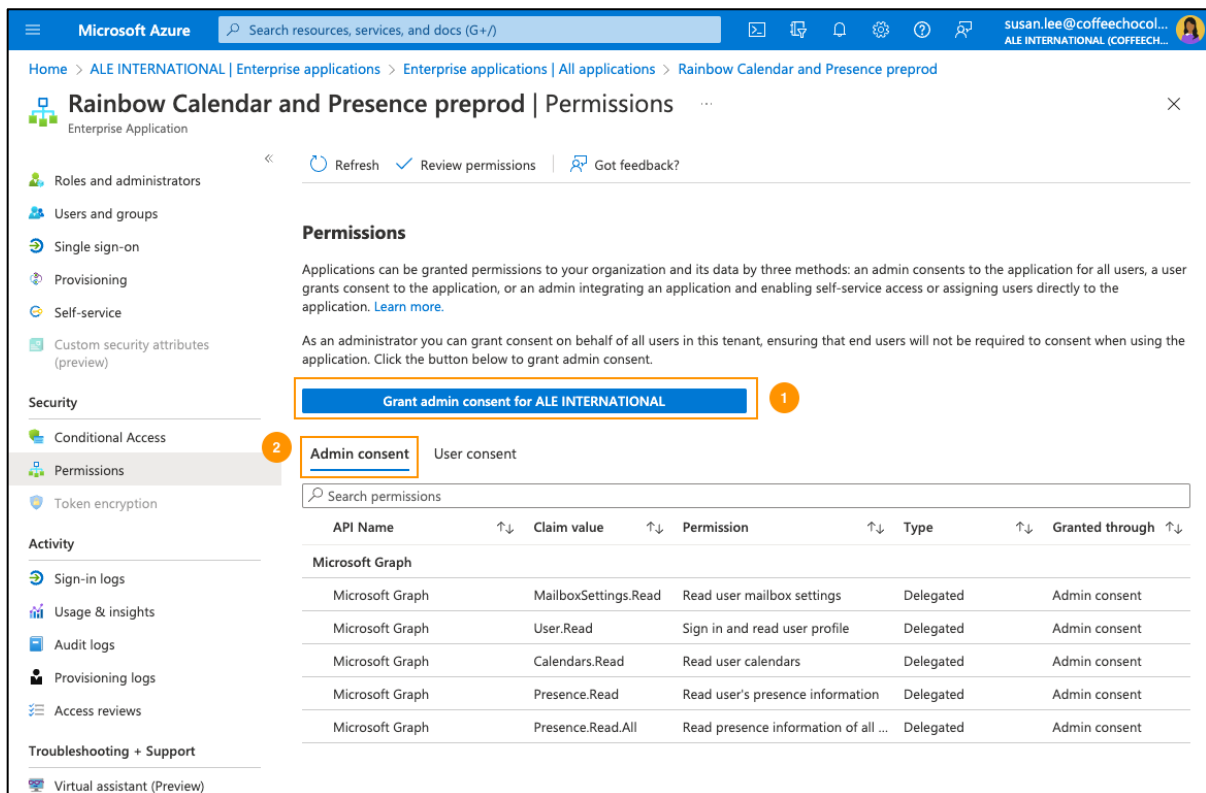 Microsoft Azure
Search resources, services, and docs (G+/)
susan.lee@coffeechocol...
ALE INTERNATIONAL (COFFEECH...
Home > ALE INTERNATIONAL | Enterprise applications > Enterprise applications | All applications > Rainbow Calendar and Presence preprod
Rainbow Calendar and Presence preprod | Permissions ...
Enterprise Application
Refresh Review permissions Got feedback?
Roles and administrators
Users and groups
Single sign-on
Provisioning
Self-service
Custom security attributes
(preview)
Security
Conditional Access
Permissions
Token encryption
Activity
Sign-in logs
Usage & insights
Audit logs
Provisioning logs
Access reviews
Troubleshooting + Support
Virtual assistant (Preview)
Permissions
Applications can be granted permissions to your organization and its data by three methods: an admin consents to the application for all users, a user
grants consent to the application, or an admin integrating an application and enabling self-service access or assigning users directly to the
application. Learn more.
As an administrator you can grant consent on behalf of all users in this tenant, ensuring that end users will not be required to consent when using the
application. Click the button below to grant admin consent.
Grant admin consent for ALE INTERNATIONAL 1
2 Admin consent User consent
Search permissions
API Name Claim value Permission Type Granted through
Microsoft Graph
Microsoft Graph MailboxSettings.Read Read user mailbox settings Delegated Admin consent
Microsoft Graph User.Read Sign in and read user profile Delegated Admin consent
Microsoft Graph Calendars.Read Read user calendars Delegated Admin consent
Microsoft Graph Presence.Read Read user's presence information Delegated Admin consent
Microsoft Graph Presence.Read.All Read presence information of all ... Delegated Admin consent